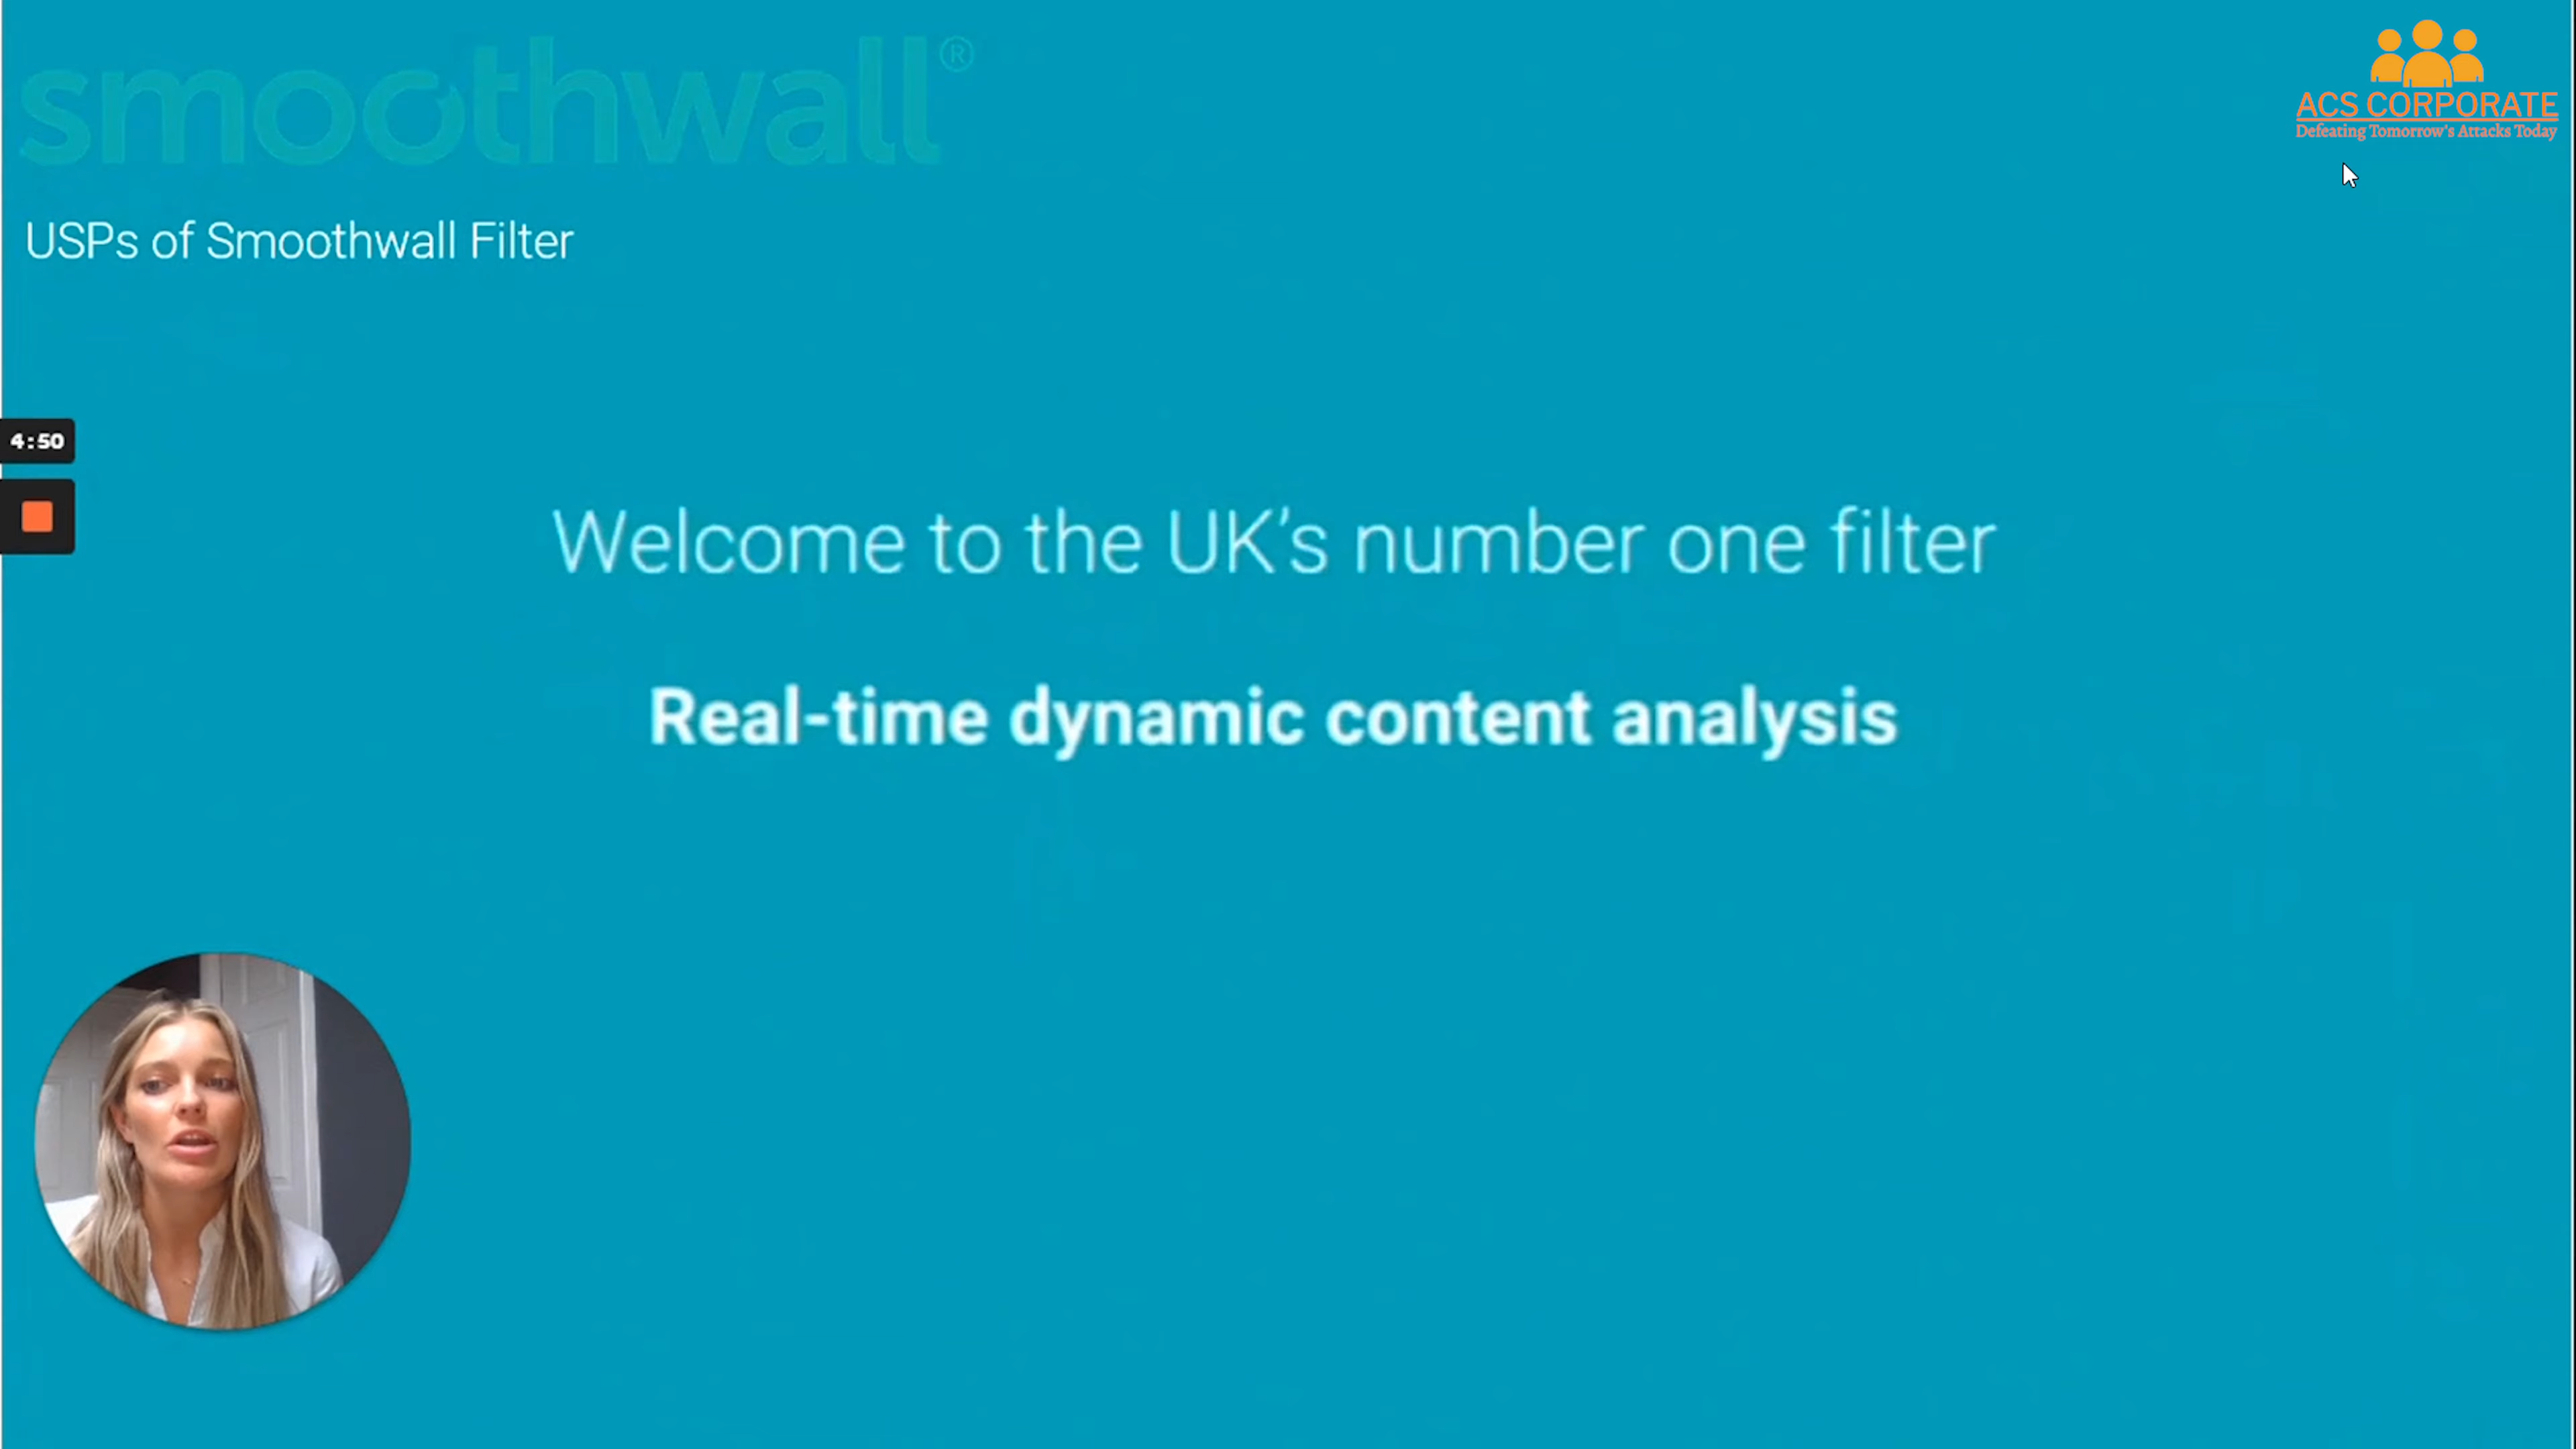 smoothwall®
ACS CORPORATE
Defeating Tomorrow's Attacks Today
USPs of Smoothwall Filter
4:50
Welcome to the UK’s number one filter
Real-time dynamic content analysis